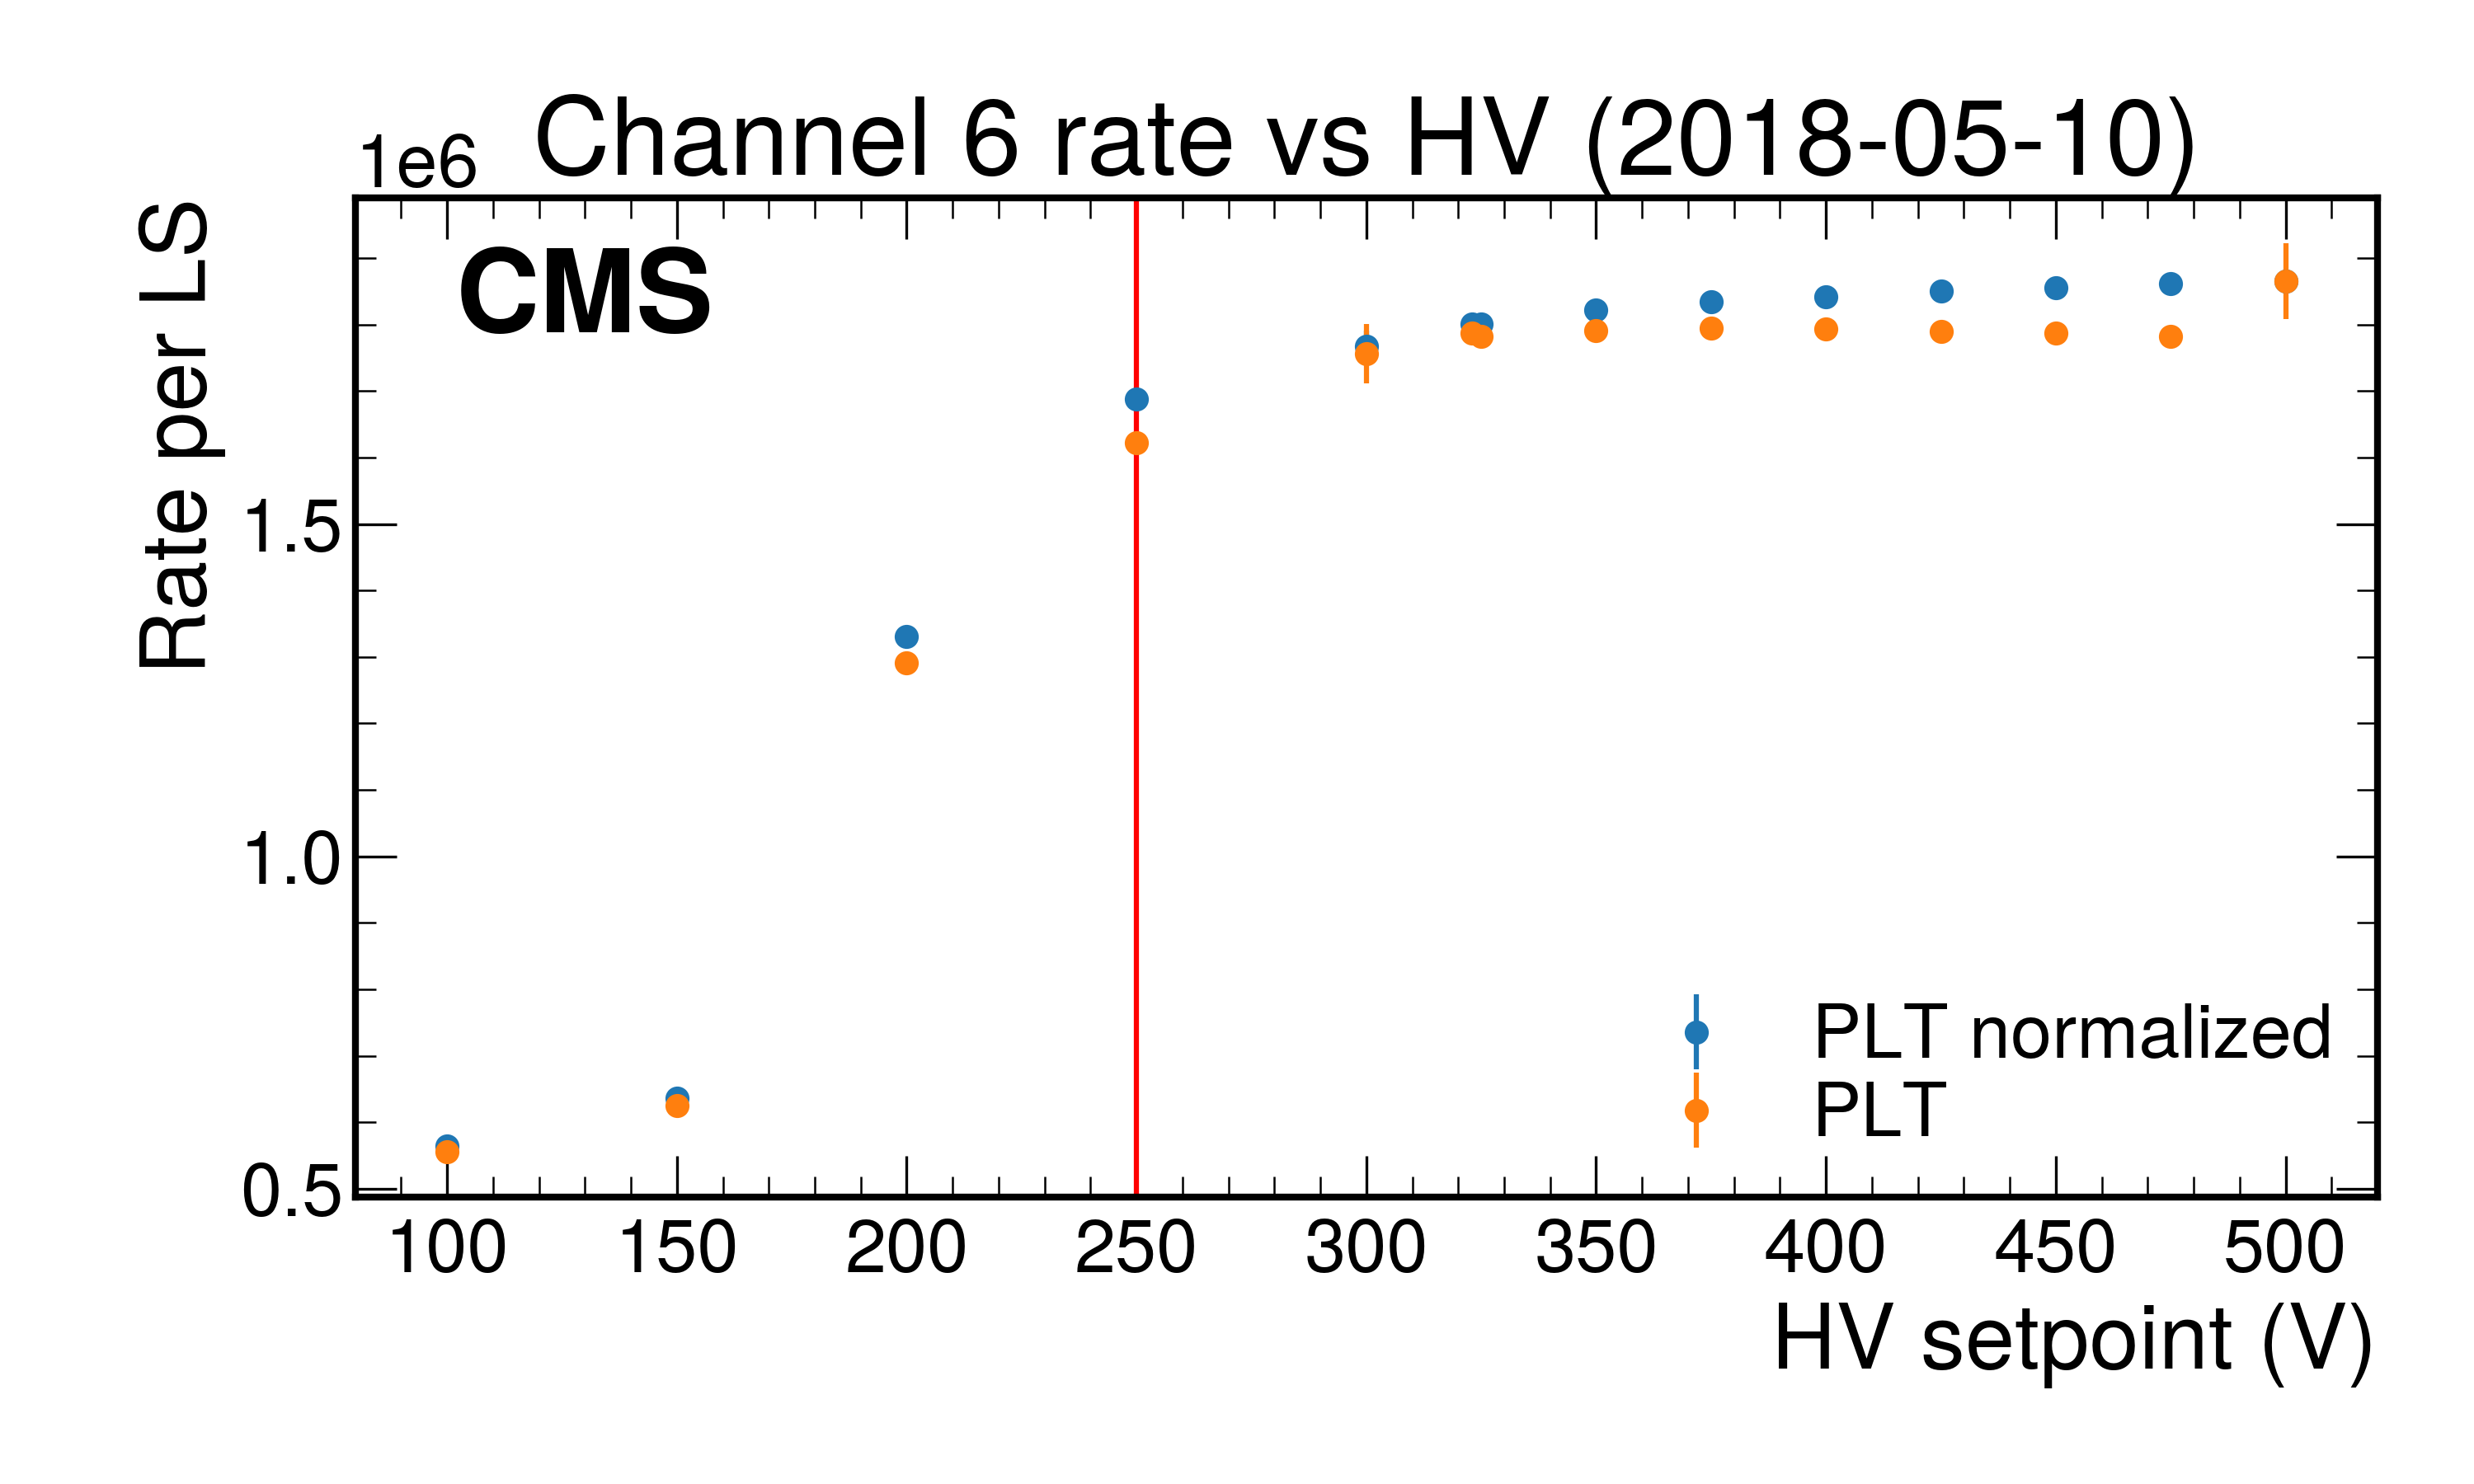 Channel 6 rate vs HV (2018-05-10)
1e6
CMS
Rate per LS
1.5
1.0
0.5
PLT normalized
PLT
100 150 200 250 300 350 400 450 500
HV setpoint (V)